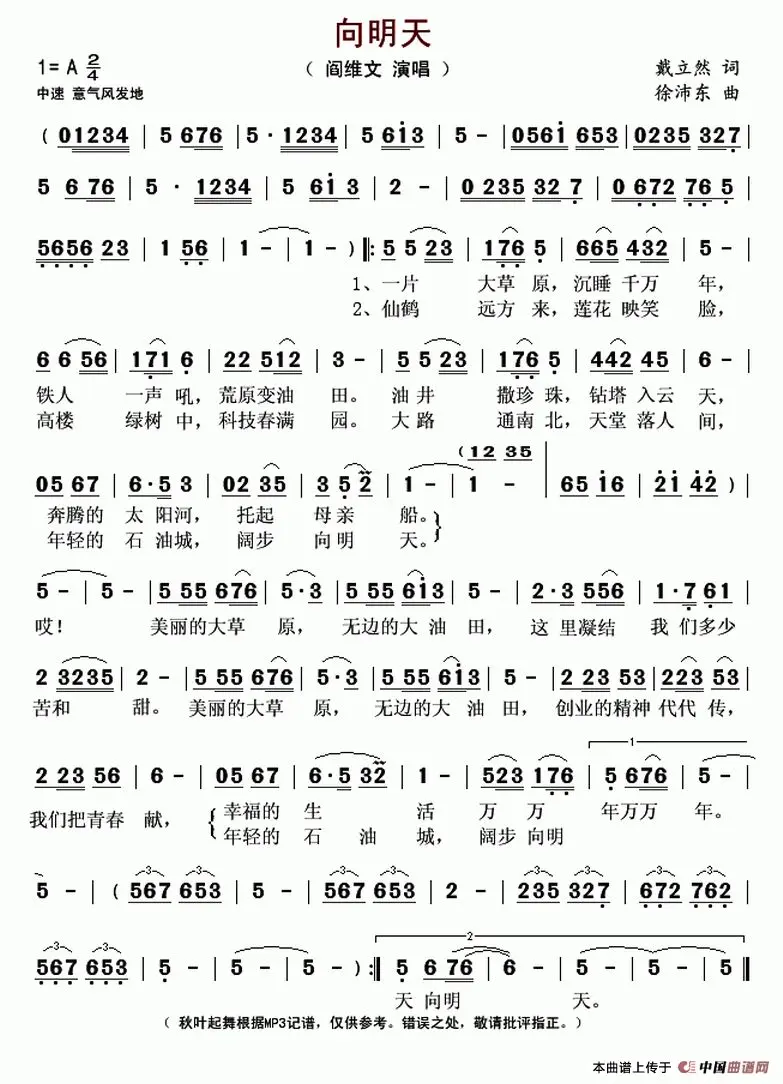 向明天
1= A 2/4
（ 阎维文 演唱 ）
戴立然 词
中速 意气风发地
徐沛东 曲
( 01234 | 5 676 | 5 · 1234 | 5 6i3 | 5 - | 056i 653 | 0235 327 |
5 6 76 | 5 · 1234 | 5 6i 3 | 2 - | 0 235 32 7 | 0 672 76 5 |
5656 23 | 1 56 | 1 - | 1 - ) ‖: 5 5 23 | 176 5 | 665 432 | 5 - |
1、一片 大草 原，沉睡 千万 年，
2、仙鹤 远方 来，莲花 映笑 脸，
6 6 56 | 171 6 | 22 512 | 3 - | 5 5 23 | 176 5 | 442 45 | 6 - |
铁人 一声 吼，荒原变油 田。油井 撒珍 珠，钻塔 入云 天，
高楼 绿树 中，科技春满 园。大路 通南 北，天堂 落人 间，
(12 35
05 67 | 6·5 3 | 02 35 | 35 2 | 1 - | 1 - | 65 i6 | 2i 42 ) |
奔腾的 太 阳河， 托起 母亲 船。
年轻的 石 油城， 阔步 向明 天。
5 - | 5 - | 5 55 676 | 5·3 | 5 55 6i3 | 5 - | 2·3 556 | 1·7 61 |
哎！ 美丽的大草 原， 无边的大 油 田， 这 里凝结 我 们多少
2 3235 | 2 - | 5 55 676 | 5·3 | 5 55 6i3 | 5 - | 2 23 53 | 223 53 |
苦和 甜。 美丽的大草 原， 无边的大 油 田，创业的精神 代代 传，
1
2 23 56 | 6 - | 05 67 | 6·5 32 | 1 - | 523 176 | 5 676 | 5 - |
我们把青春 献， 幸福的 生 活 万 万 年万万 年。
年轻的 石 油 城， 阔步 向明
3 3 3 3 3 3 3 3
5 - | ( 567 653 | 5 - | 567 653 | 2 - | 235 327 | 672 762 |
3 3 2
567 653 | 5 - | 5 - | 5 - ) :‖ 5 6 76 | 6 - | 5 - | 5 - | 5 - ‖
天 向明 天。
（ 秋叶起舞根据MP3记谱，仅供参考。错误之处，敬请批评指正。）
本曲谱上传于 中国曲谱网